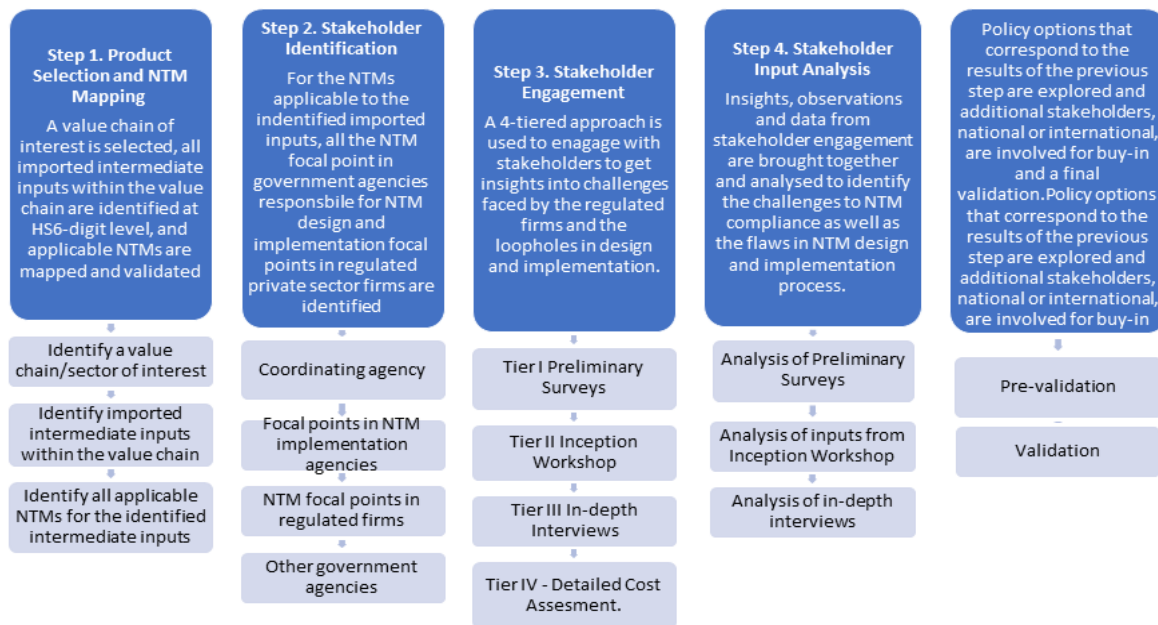 Step 1. Product
Selection and NTM
Mapping
A value chain of
interest is selected, all
imported intermediate
inputs within the value
chain are identified at
HS6-digit level, and
applicable NTMs are
mapped and validated
Identify a value
chain/sector of interest
Identify imported
intermediate inputs
within the value chain
Identify all applicable
NTMs for the identified
intermediate inputs
Step 2. Stakeholder
Identification
For the NTMs
applicable to the
indentified imported
inputs, all the NTM
focal point in
government agencies
responsbile for NTM
design and
implementation focal
points in regulated
private sector firms are
identified
Coordinating agency
Focal points in NTM
implementation
agencies
NTM focal points in
regulated firms
Other government
agencies
Step 3. Stakeholder
Engagement
A 4-tiered approach is
used to enagage with
stakeholders to get
insights into challenges
faced by the regulated
firms and the
loopholes in design
and implementation.
Tier I Preliminary
Surveys
Tier II Inception
Workshop
Tier III In-depth
Interviews
Tier IV - Detailed Cost
Assesment.
Step 4. Stakeholder
Input Analysis
Insights, observations
and data from
stakeholder engagement
are brought together
and analysed to identify
the challenges to NTM
compliance as well as
the flaws in NTM design
and implementation
process.
Analysis of Preliminary
Surveys
Analysis of inputs from
Inception Workshop
Analysis of in-depth
interviews
Policy options that
correspond to the
results of the previous
step are explored and
additional stakeholders,
national or international,
are involved for buy-in
and a final
validation.Policy options
that correspond to the
results of the previous
step are explored and
additional stakeholders,
national or international,
are involved for buy-in
Pre-validation
Validation